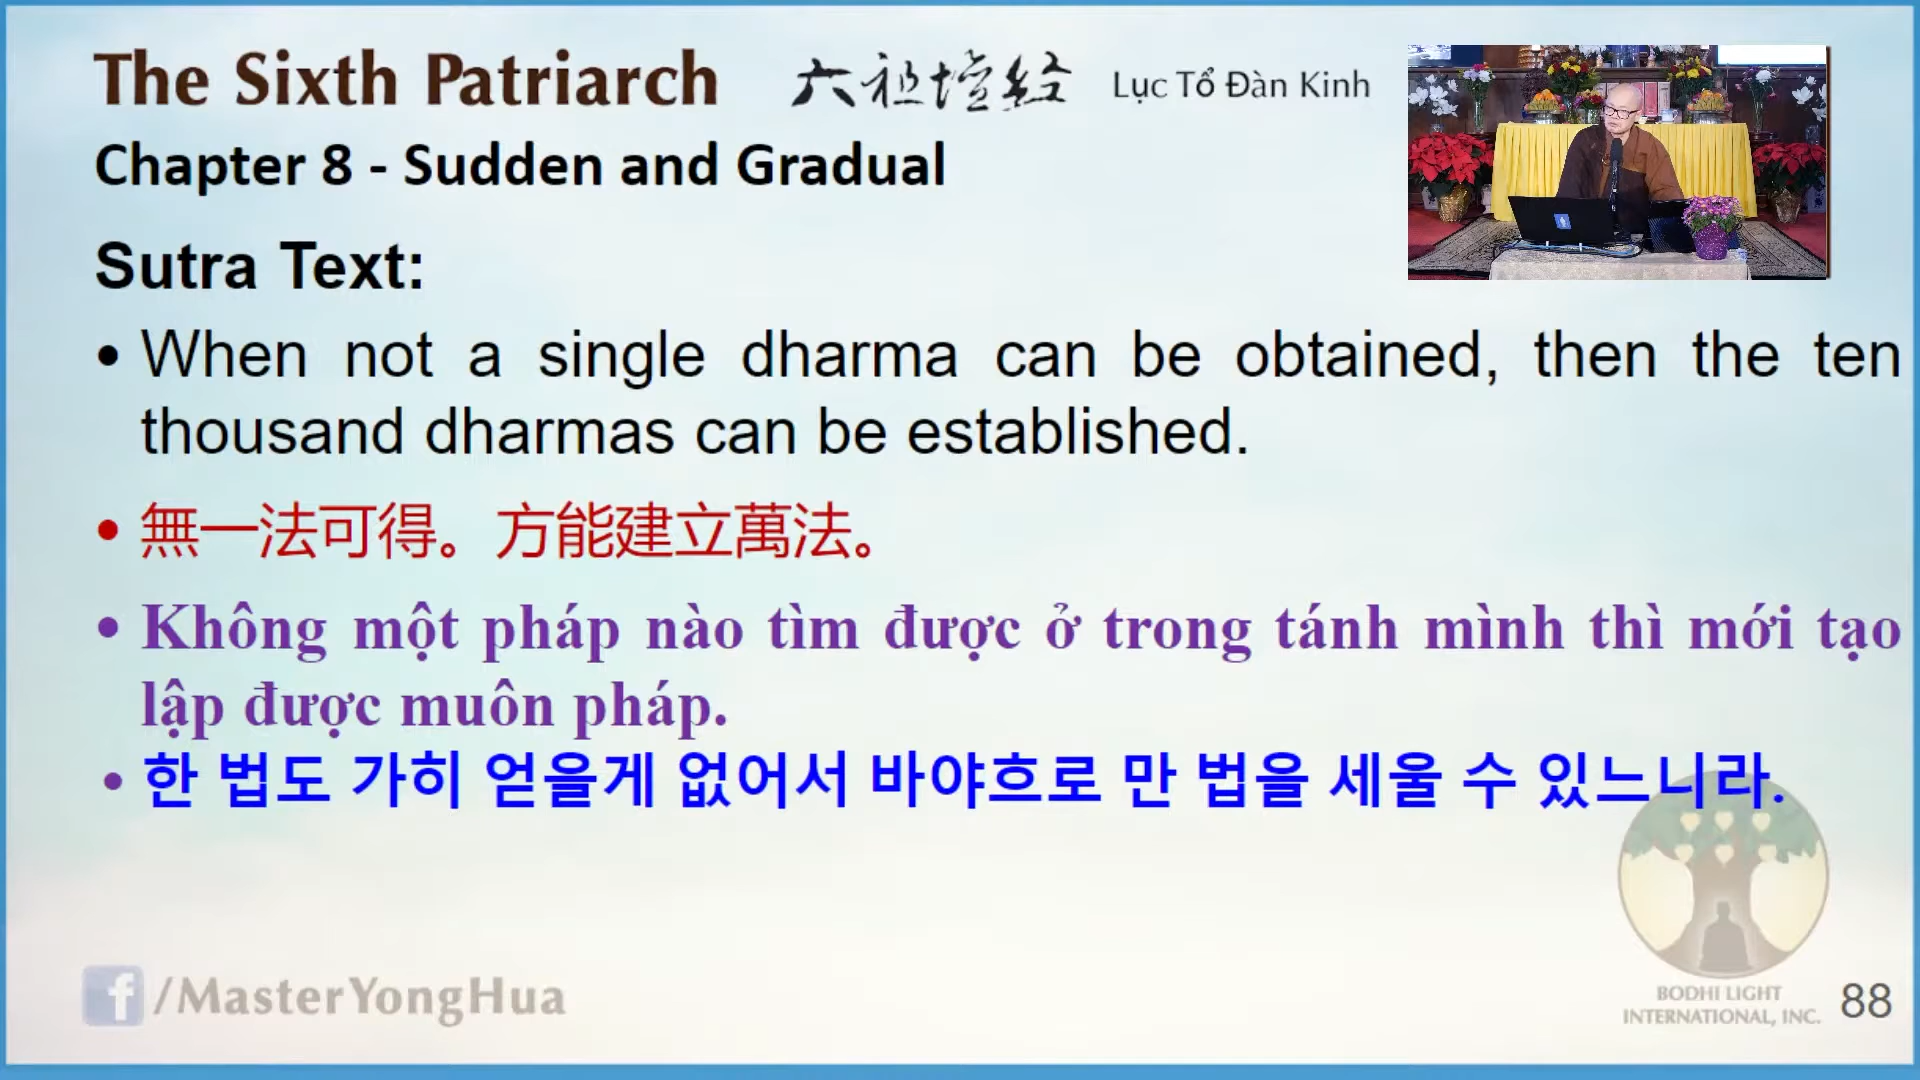 The Sixth Patriarch 六祖壇経 Lục Tổ Đàn Kinh
Chapter 8 - Sudden and Gradual
Sutra Text:
• When not a single dharma can be obtained, then the ten
thousand dharmas can be established.
• 無一法可得。方能建立萬法。
• Không một pháp nào tìm được ở trong tánh mình thì mới tạo
lập được muôn pháp.
• 한 법도 가히 얻을게 없어서 바야흐로 만 법을 세울 수 있느니라.
f/MasterYongHua
BODHI LIGHT
INTERNATIONAL, INC.
88